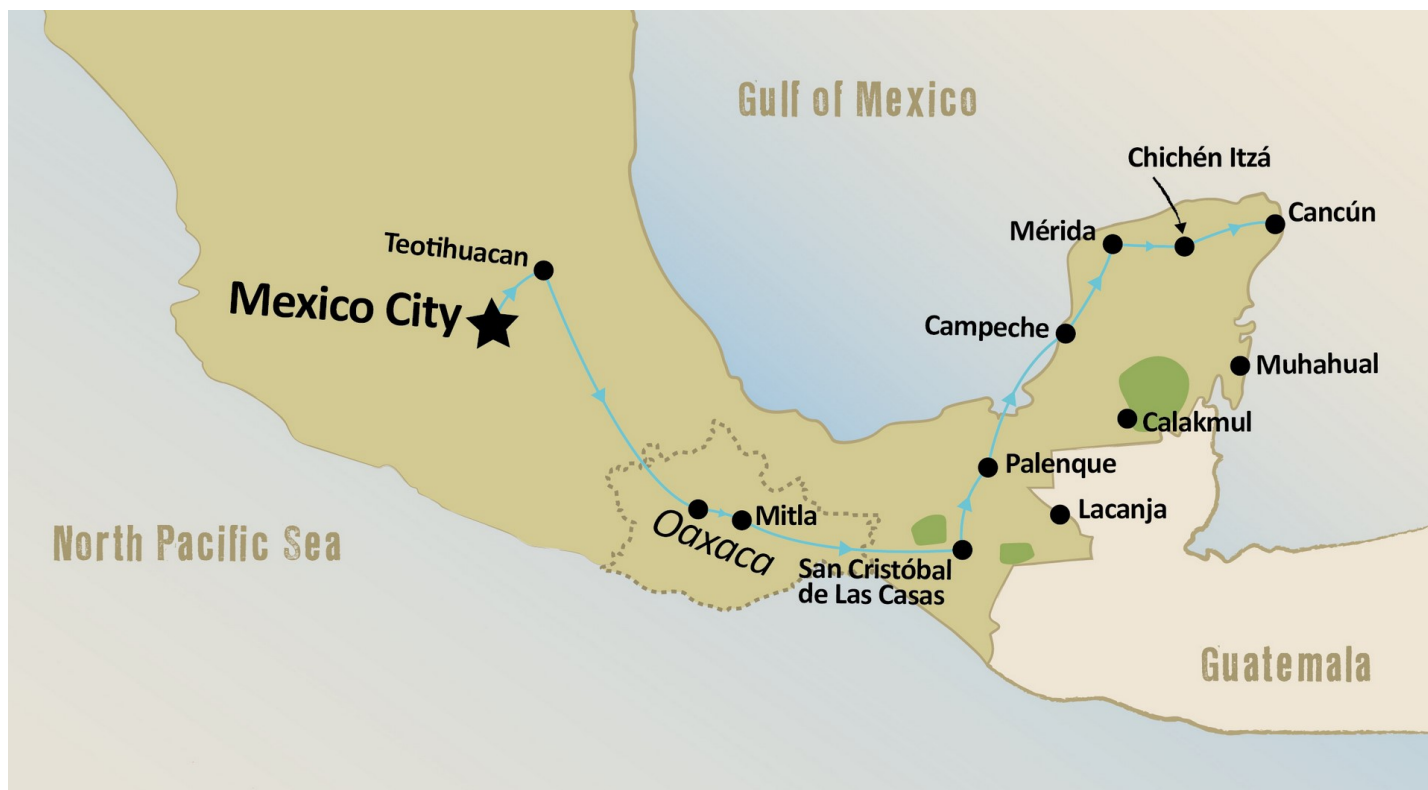 Gulf of Mexico
Chichén Itzá
Cancún
Mérida
Teotihuacan
Mexico City
Campeche
Muhahual
Calakmul
Palenque
Lacanja
Mitla
Oaxaca
North Pacific Sea
San Cristóbal
de Las Casas
Guatemala